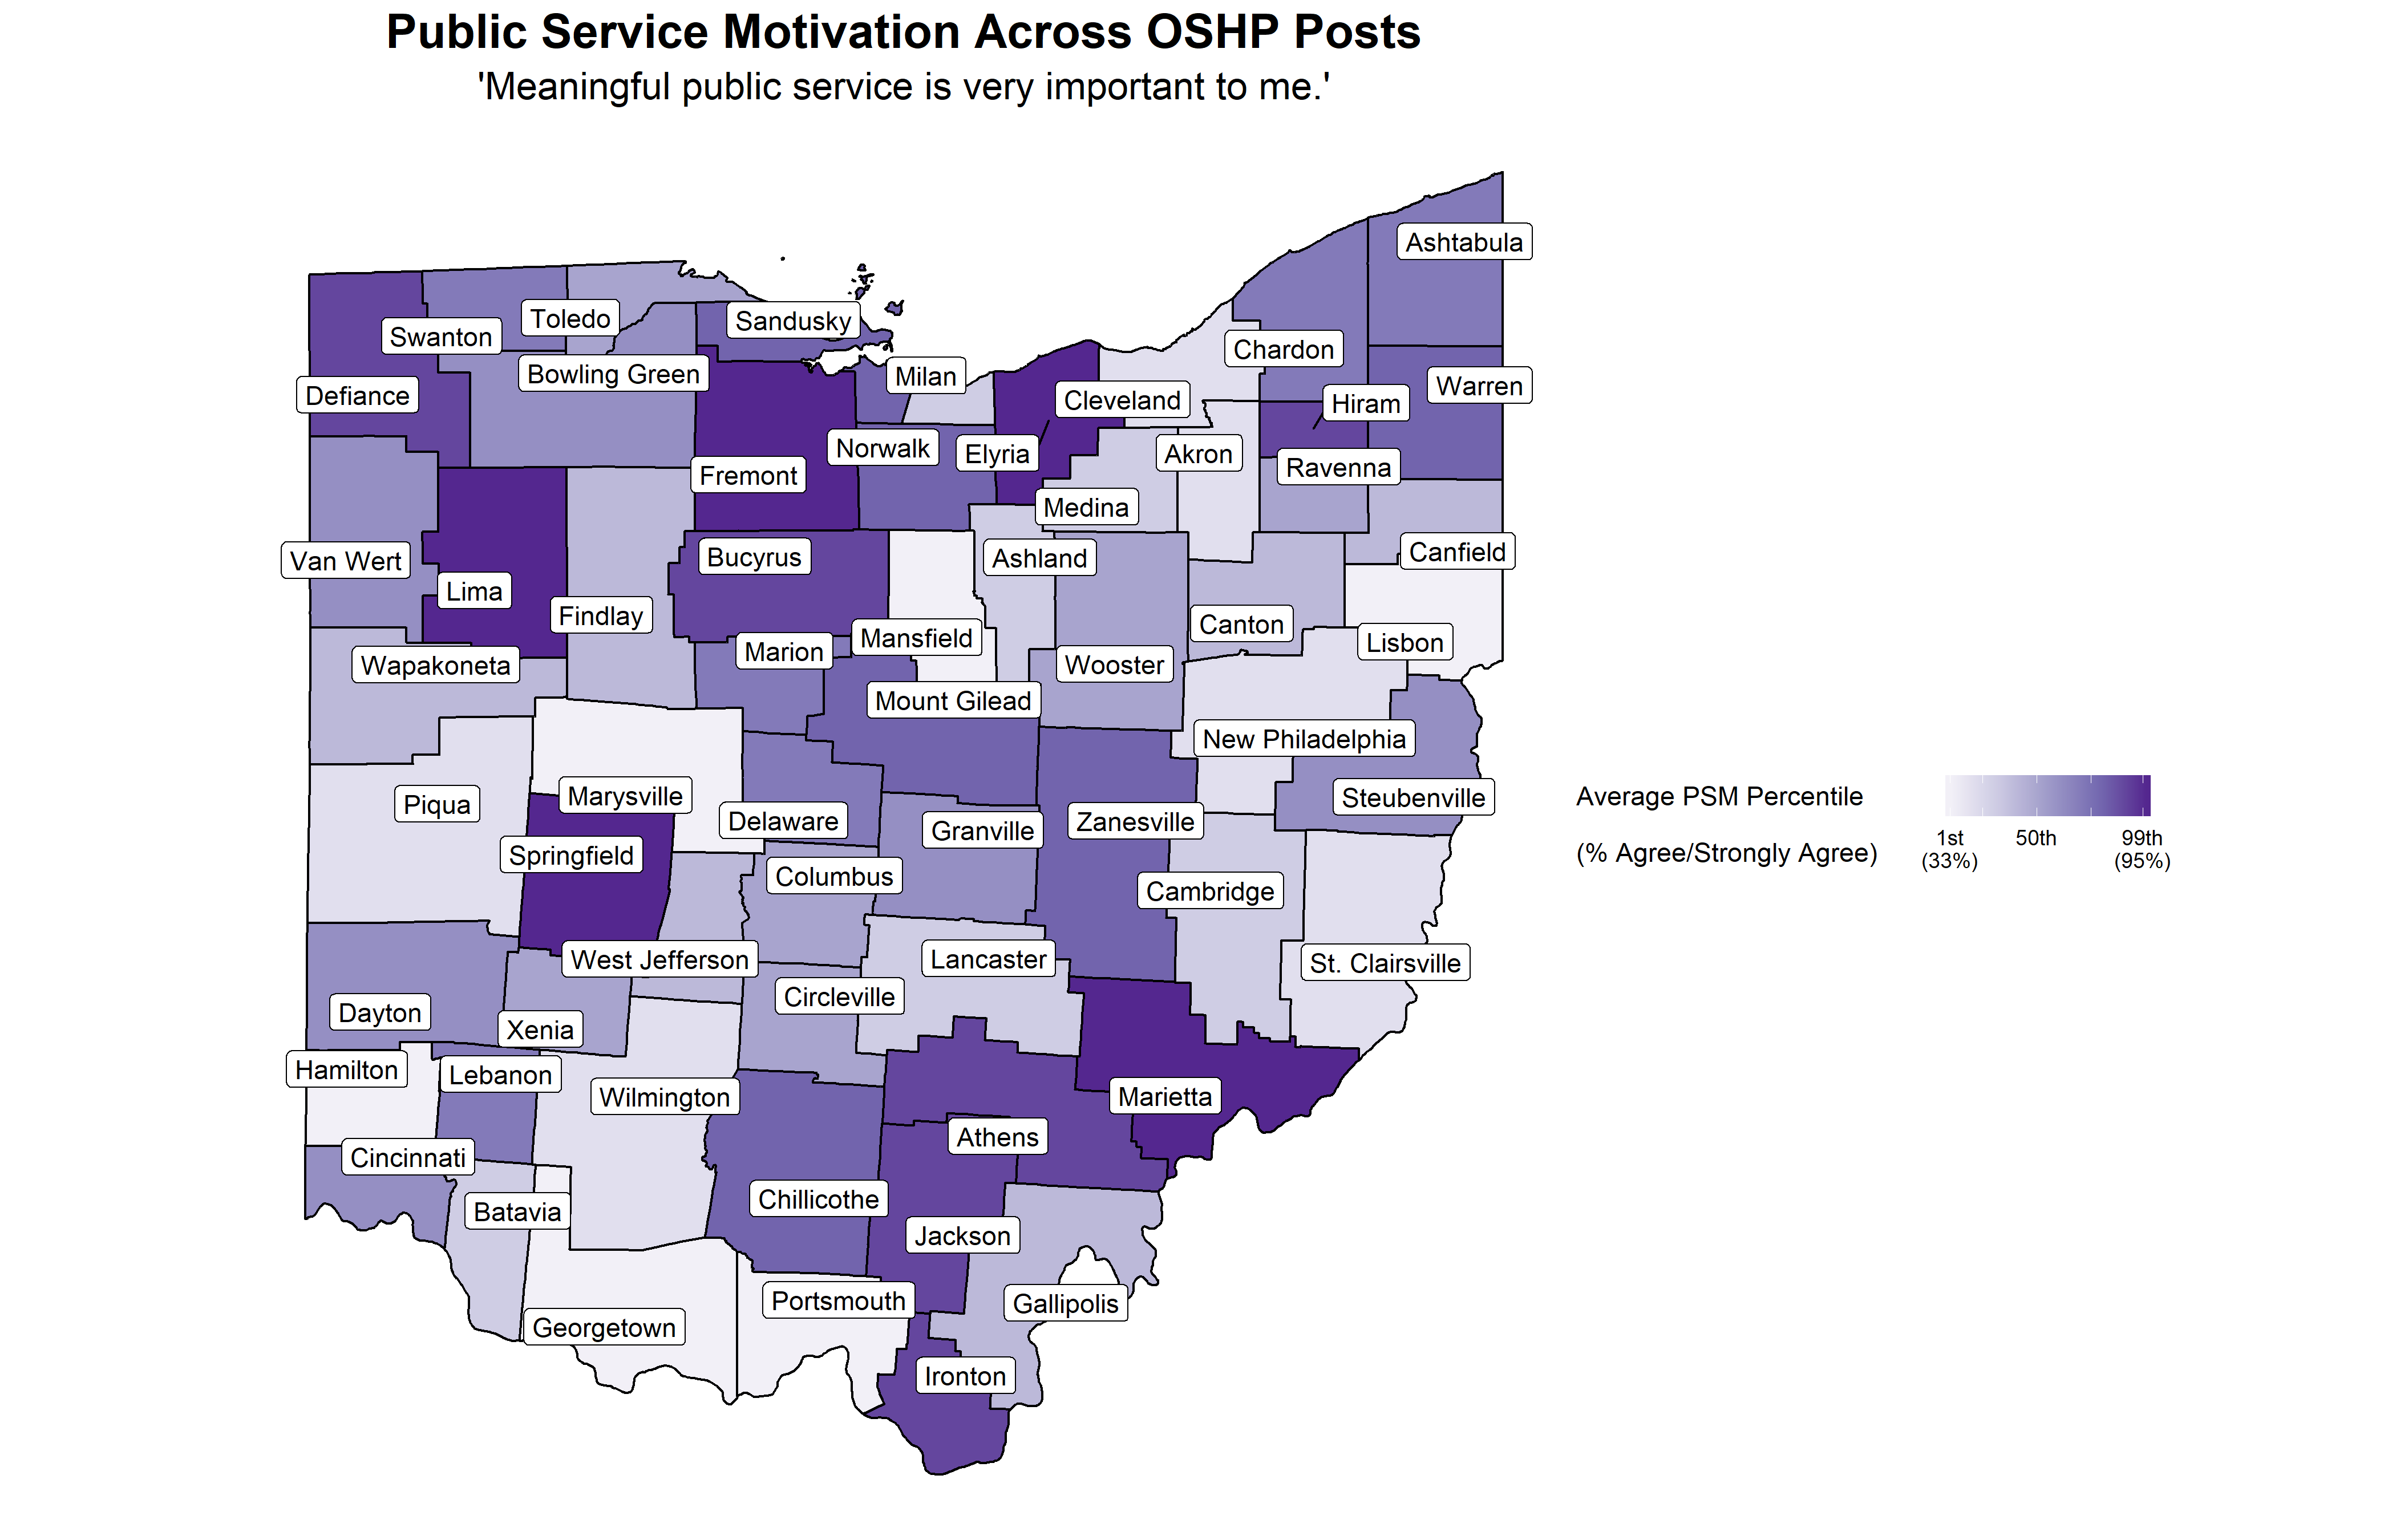 Public Service Motivation Across OSHP Posts
'Meaningful public service is very important to me.'
Ashtabula
Toledo
Sandusky
Swanton
Chardon
Bowling Green
Milan
Warren
Defiance
Cleveland
Hiram
Norwalk
Elyria
Akron
Ravenna
Fremont
Medina
Van Wert
Bucyrus
Ashland
Canfield
Lima
Findlay
Canton
Mansfield
Lisbon
Marion
Wapakoneta
Wooster
Mount Gilead
New Philadelphia
Piqua
Marysville
Steubenville
Delaware
Granville
Zanesville
Springfield
Columbus
Cambridge
West Jefferson
Lancaster
St. Clairsville
Circleville
Dayton
Xenia
Hamilton
Lebanon
Wilmington
Marietta
Athens
Cincinnati
Chillicothe
Batavia
Jackson
Portsmouth
Gallipolis
Georgetown
Ironton
Average PSM Percentile
(% Agree/Strongly Agree)
1st
(33%)
50th
99th
(95%)